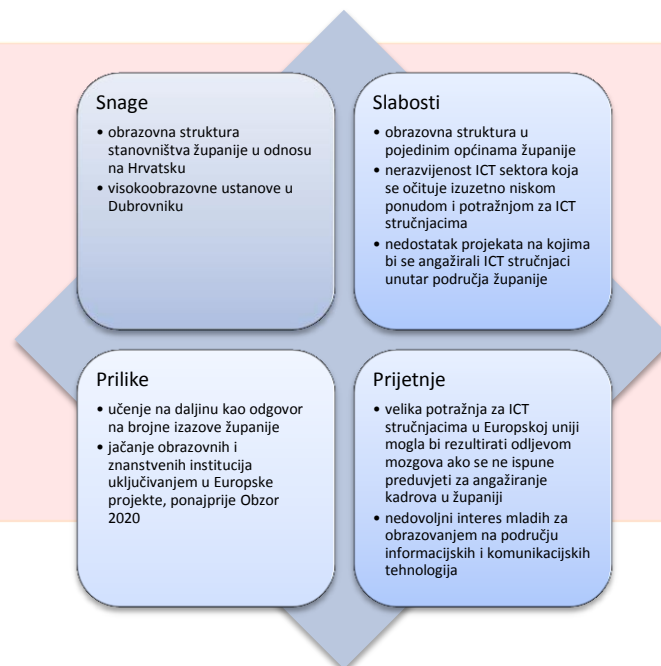 Snage
• obrazovna struktura
stanovništva županije u odnosu
na Hrvatsku
• visokoobrazovne ustanove u
Dubrovniku
Slabosti
• obrazovna struktura u
pojedinim općinama županije
• nerazvijenost ICT sektora koja
se očituje izuzetno niskom
ponudom i potražnjom za ICT
stručnjacima
• nedostatak projekata na kojima
bi se angažirali ICT stručnjaci
unutar područja županije
Prilike
• učenje na daljinu kao odgovor
na brojne izazove županije
• jačanje obrazovnih i
znanstvenih institucija
uključivanjem u Europske
projekte, ponajprije Obzor
2020
Prijetnje
• velika potražnja za ICT
stručnjacima u Europskoj uniji
mogla bi rezultirati odljevom
mozgova ako se ne ispune
preduvjeti za angažiranje
kadrova u županiji
• nedovoljni interes mladih za
obrazovanjem na području
informacijskih i komunikacijskih
tehnologija